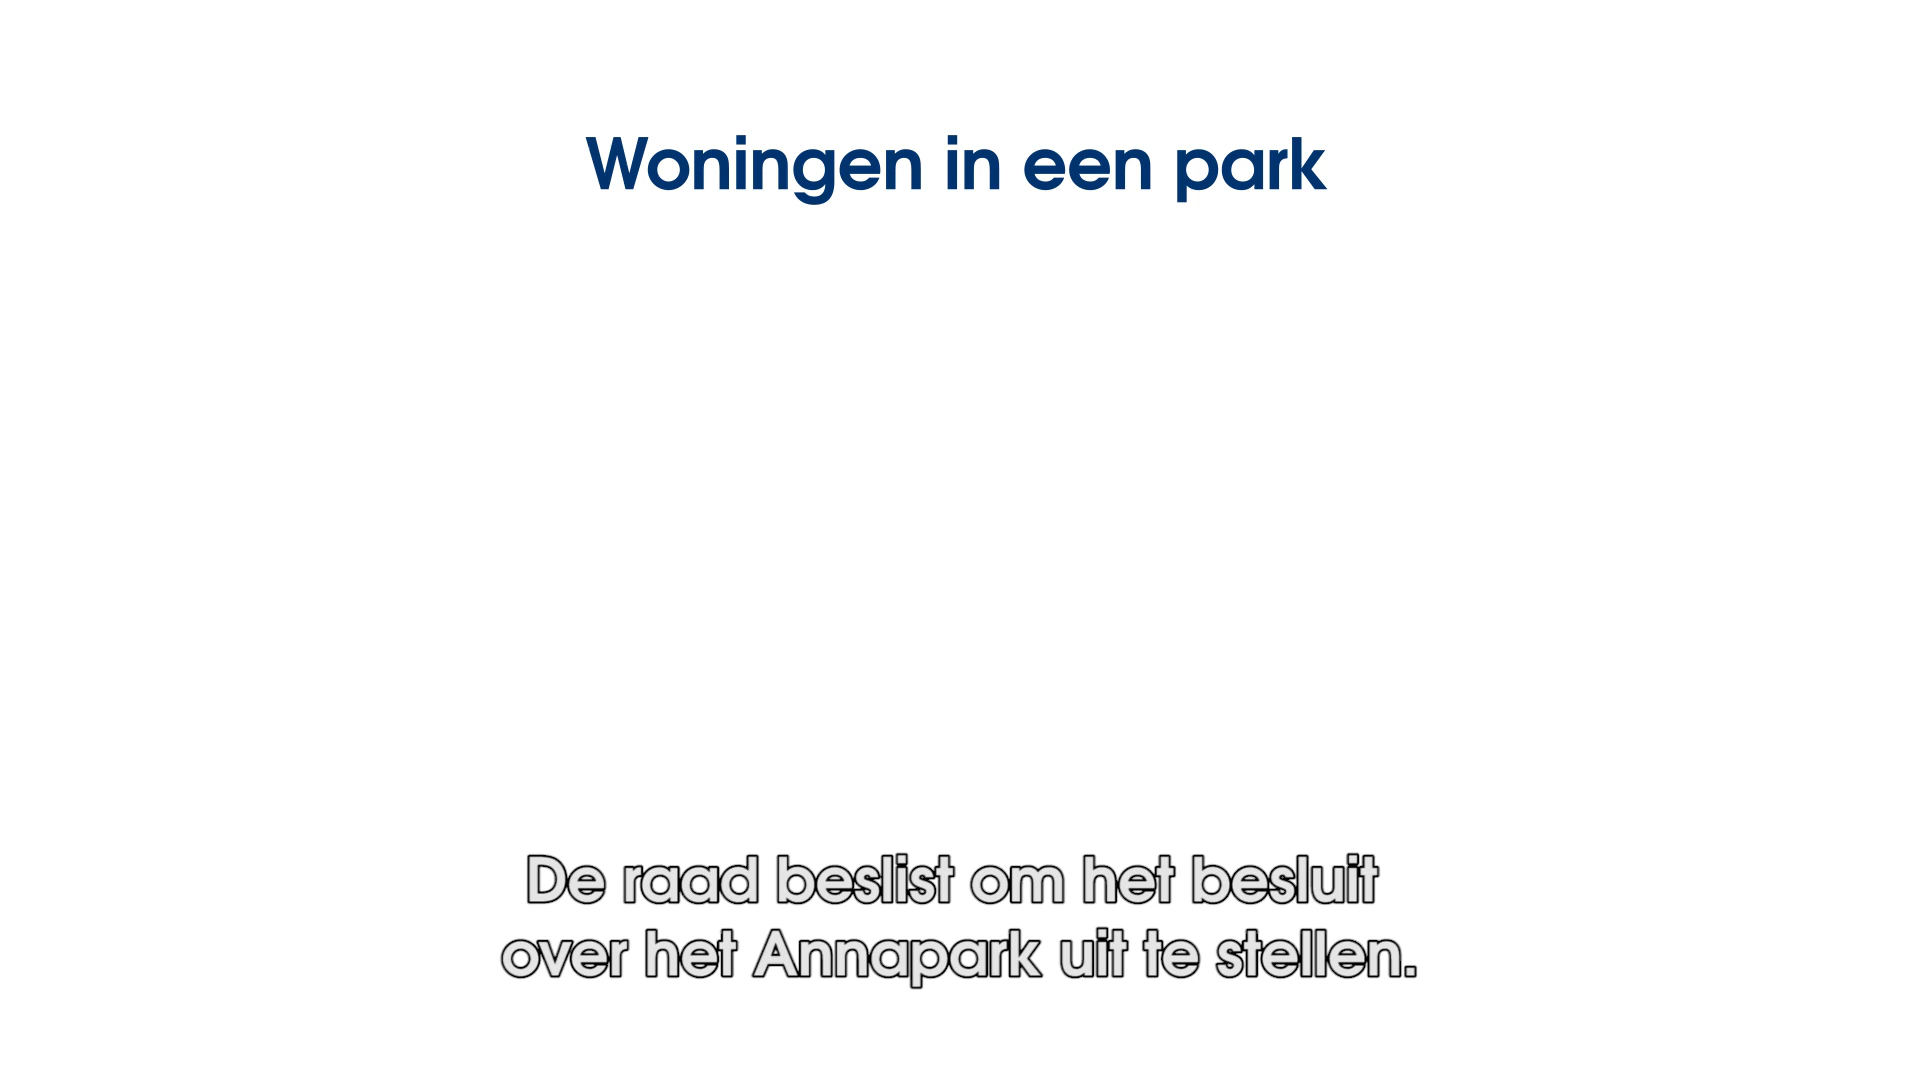 Woningen in een park
De raad beslist om het besluit
over het Annapark uit te stellen.